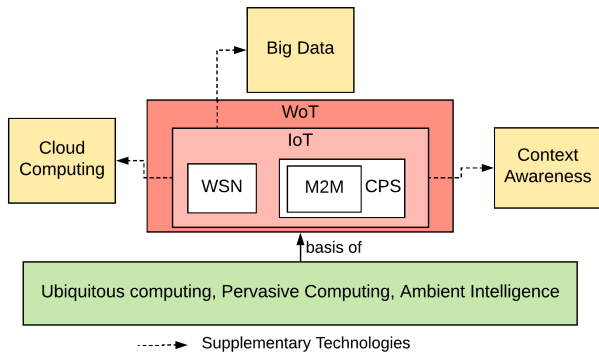 Big Data
WoT
IoT
Cloud
Computing
WSN
M2M
CPS
Context
Awareness
basis of
Ubiquitous computing, Pervasive Computing, Ambient Intelligence
Supplementary Technologies